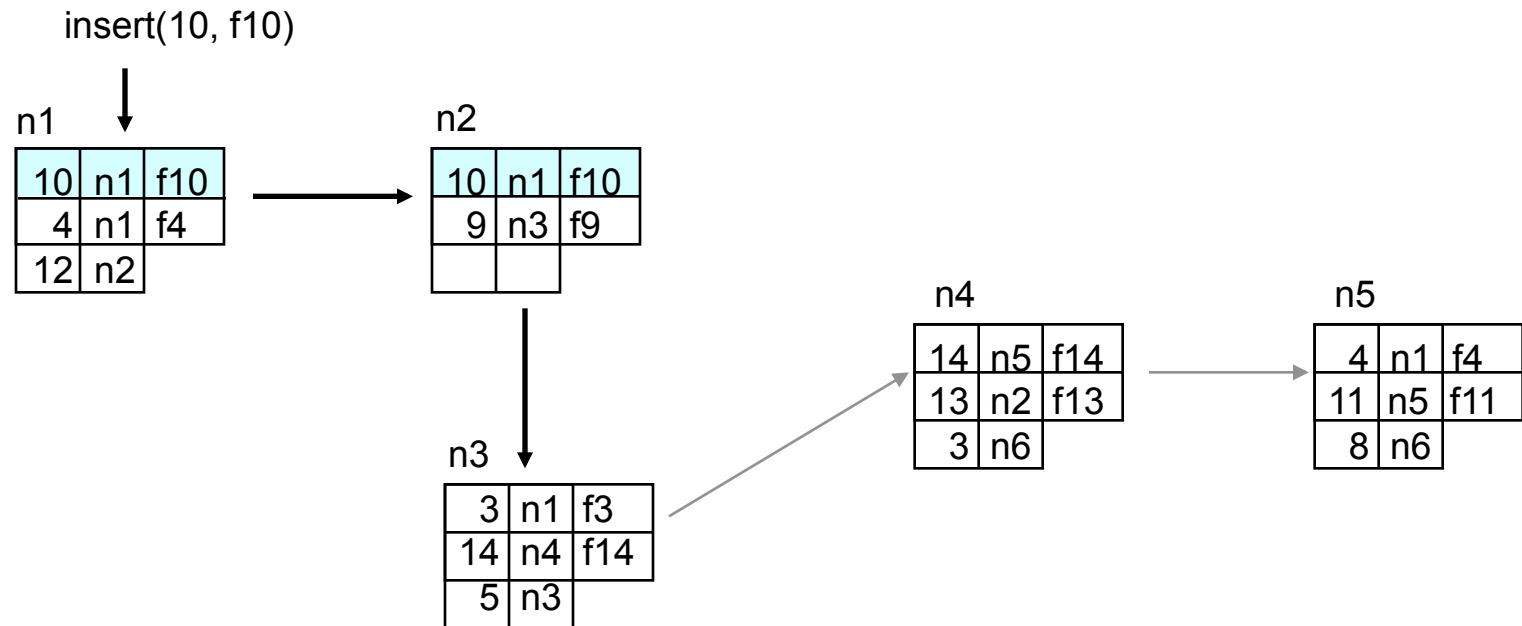 insert(10, f10)
n1
10 n1 f10
4 n1 f4
12 n2
n2
10 n1 f10
9 n3 f9
n3
3 n1 f3
14 n4 f14
5 n3
n4
14 n5 f14
13 n2 f13
3 n6
n5
4 n1 f4
11 n5 f11
8 n6